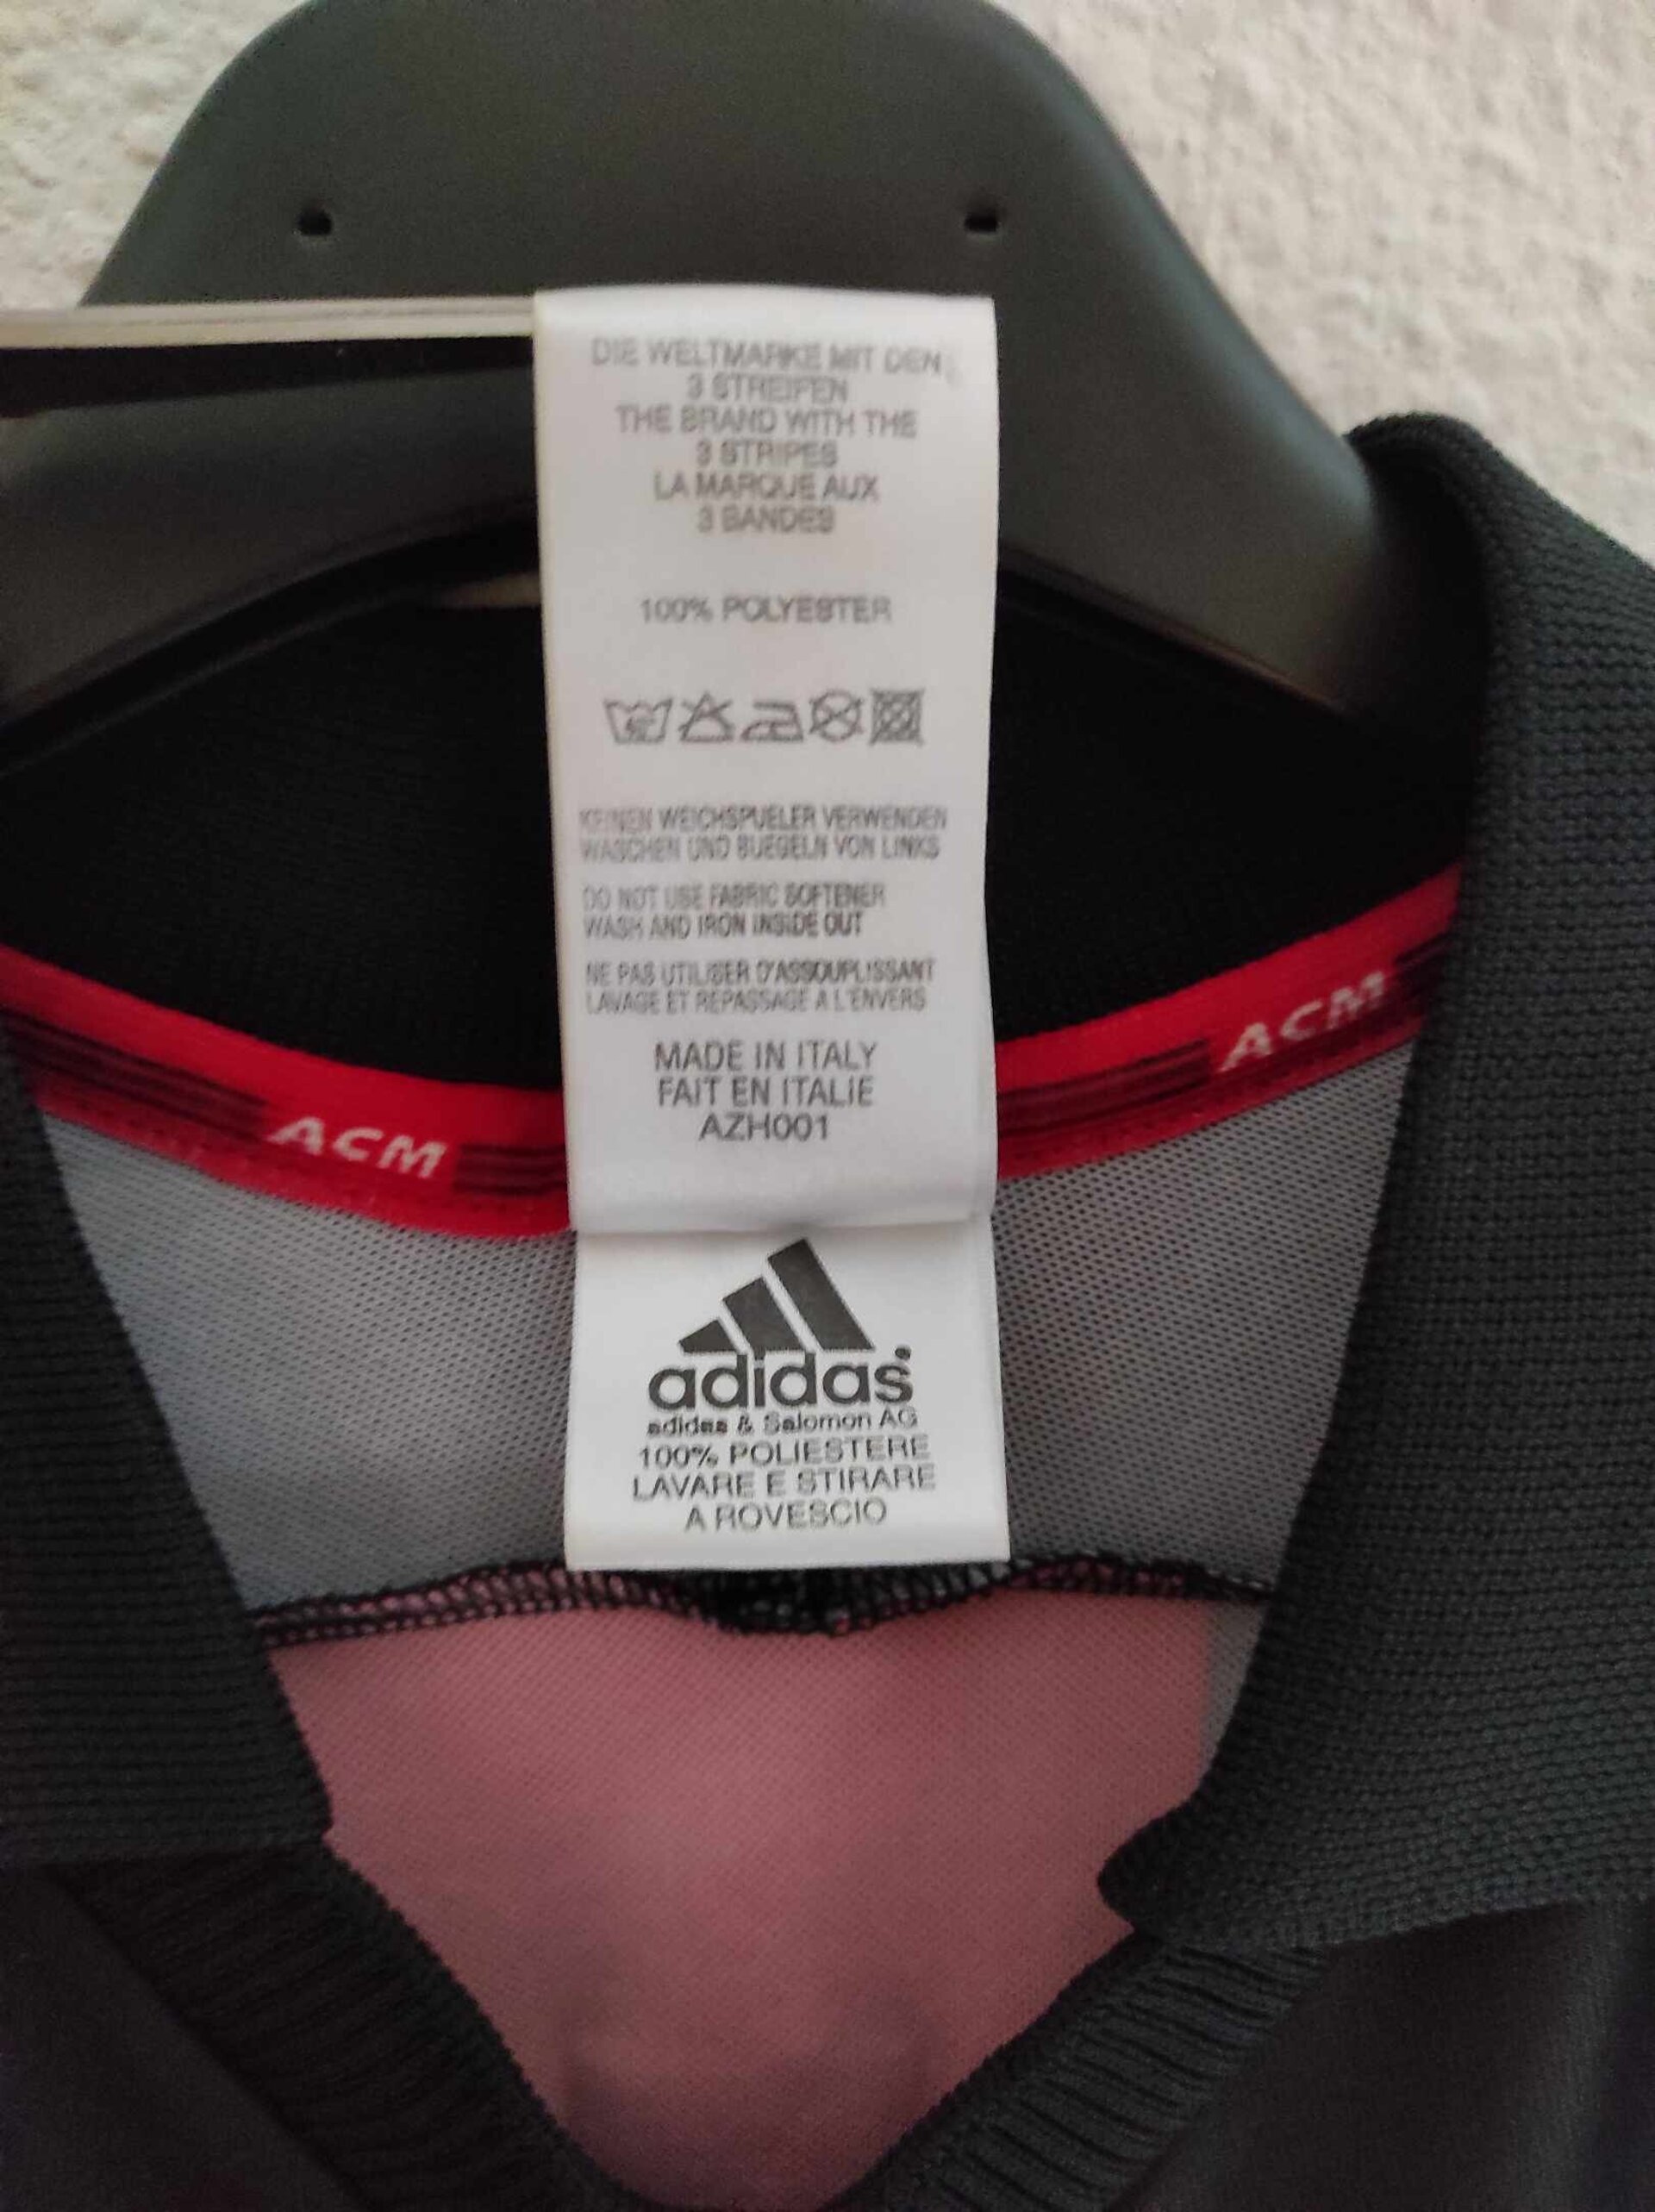 DIE WELTMARKE MIT DEN
3 STREIFEN
THE BRAND WITH THE
3 STRIPES
LA MARQUE AUX
3 BANDES
100% POLYESTER
KEINEN WEICHSPUELER VERWENDEN
WASCHEN UND BUEGELN VON LINKS
DO NOT USE FABRIC SOFTENER
WASH AND IRON INSIDE OUT
NE PAS UTILISER D'ASSOUPLISSANT
LAVAGE ET REPASSAGE A L'ENVERS
MADE IN ITALY
FAIT EN ITALIE
AZH001
ACM
ACM
adidas
adidas & Salomon AG
100% POLIESTERE
LAVARE E STIRARE
A ROVESCIO